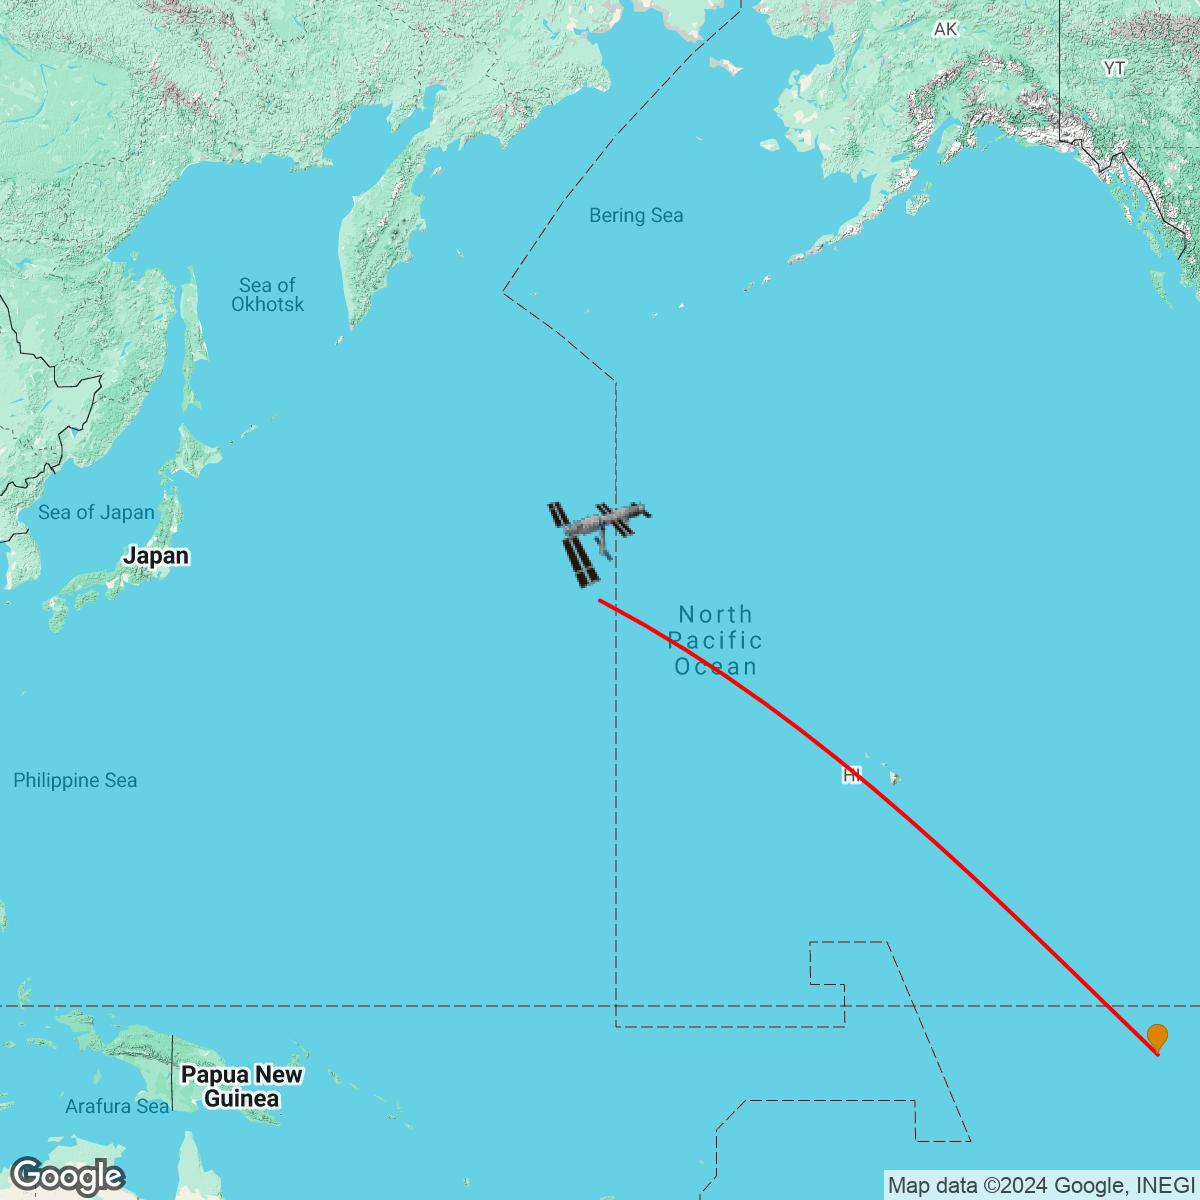 AK
YT
Bering Sea
Sea of
Okhotsk
Sea of Japan
Japan
North
Pacific
Ocean
HI
Philippine Sea
Papua New
Guinea
Arafura Sea
Google
Map data ©2024 Google, INEGI